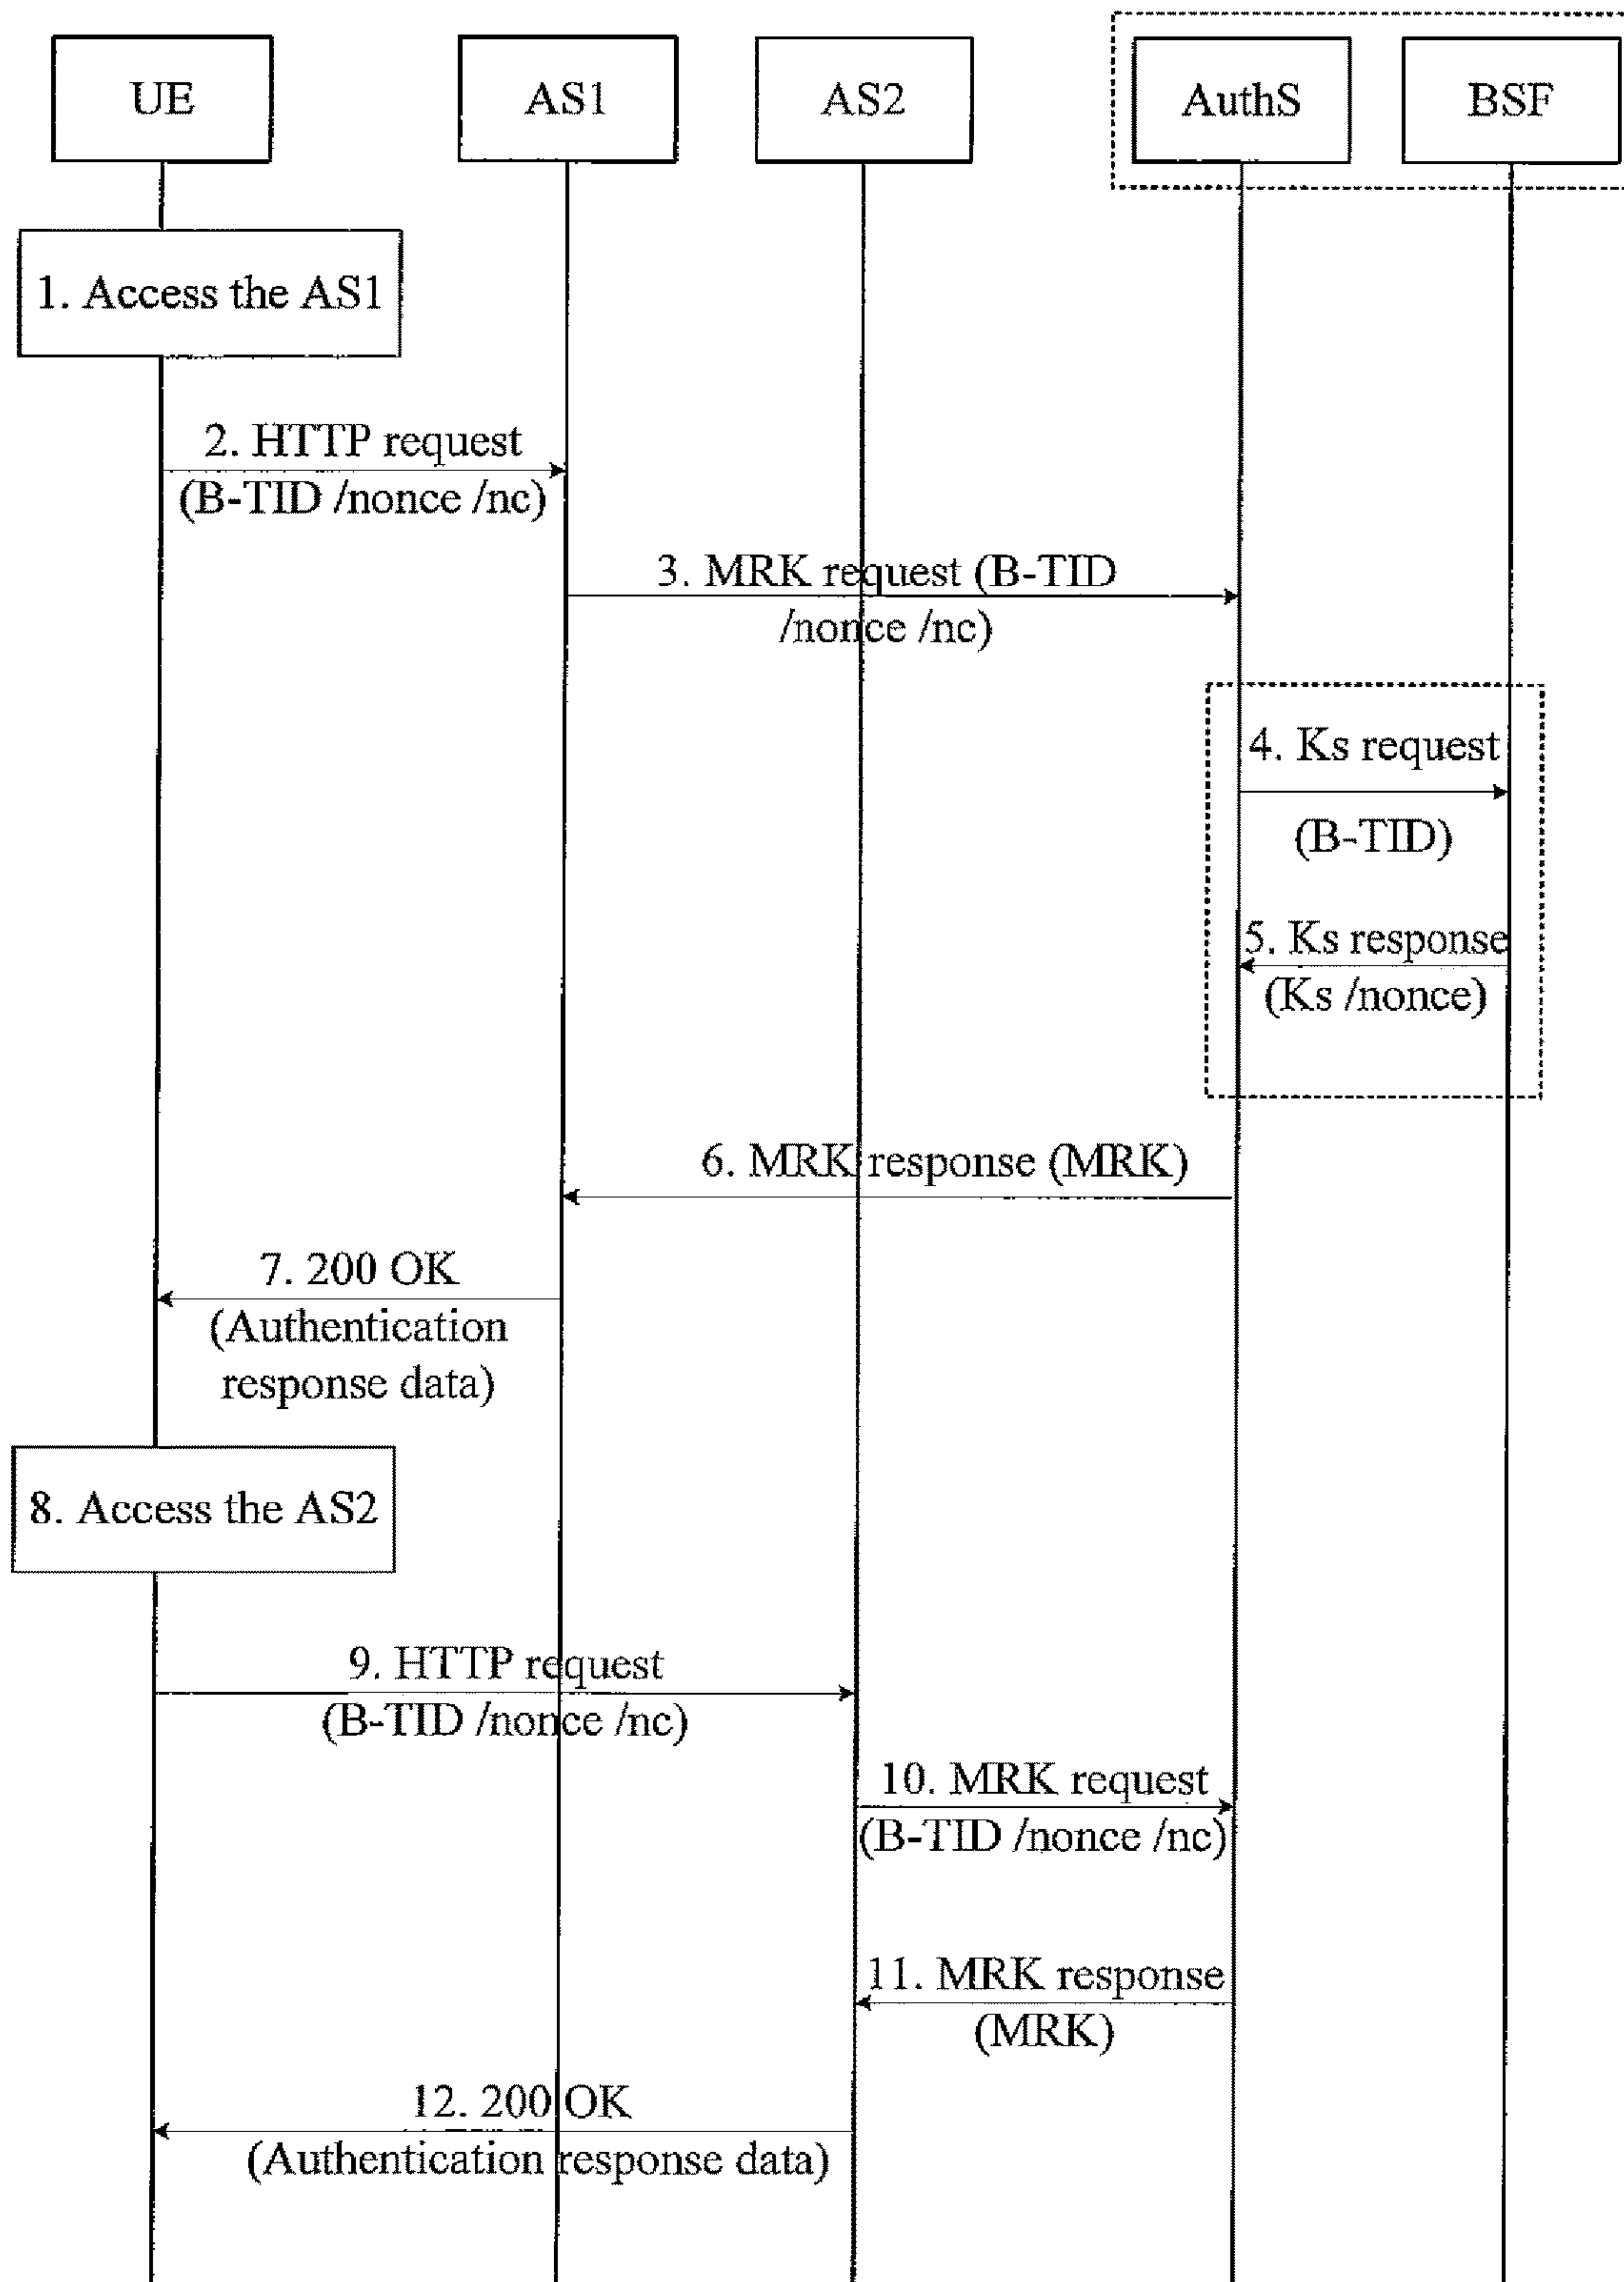 UE
AS1
AS2
AuthS
BSF
1. Access the AS1
2. HTTP request
(B-TID /nonce /nc)
3. MRK request (B-TID
/nonce /nc)
4. Ks request
(B-TID)
5. Ks response
(Ks /nonce)
6. MRK response (MRK)
7. 200 OK
(Authentication
response data)
8. Access the AS2
9. HTTP request
(B-TID /nonce /nc)
10. MRK request
(B-TID /nonce /nc)
11. MRK response
(MRK)
12. 200 OK
(Authentication response data)